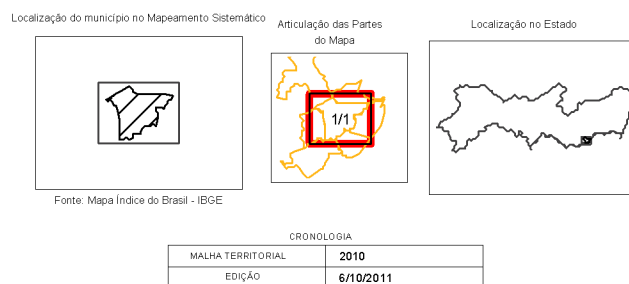 Localização do município no Mapeamento Sistemático
Articulação das Partes
do Mapa
Localização no Estado
1/1
Fonte: Mapa Índice do Brasil - IBGE
CRONOLOGIA
MALHA TERRITORIAL 2010
EDIÇÃO 6/10/2011